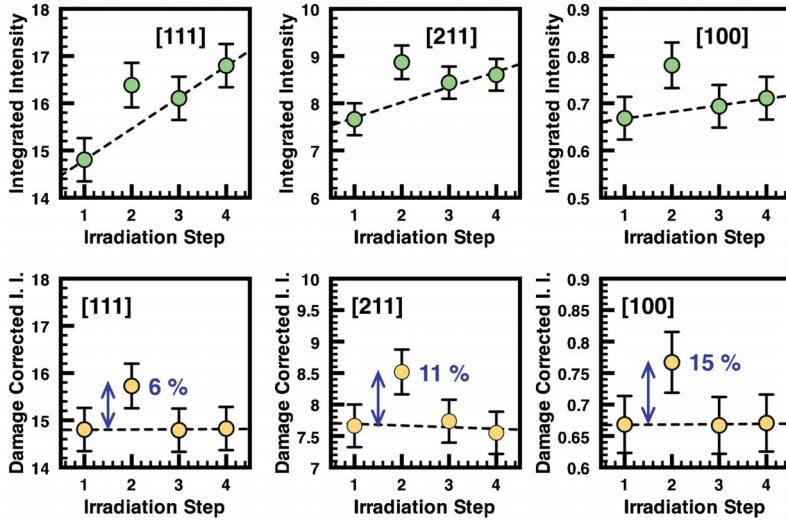 Integrated Intensity
18
17
16
15
14
[111]
1 2 3 4
Irradiation Step
Integrated Intensity
10
9
8
7
6
[211]
1 2 3 4
Irradiation Step
Integrated Intensity
0.9
0.8
0.7
0.6
0.5
[100]
1 2 3 4
Irradiation Step
Damage Corrected I. I.
18
17
16
15
14
[111]
6 %
1 2 3 4
Irradiation Step
Damage Corrected I. I.
10
9.5
9
8.5
8
7.5
7
[211]
11 %
1 2 3 4
Irradiation Step
Damage Corrected I. I.
0.9
0.85
0.8
0.75
0.7
0.65
0.6
[100]
15 %
1 2 3 4
Irradiation Step